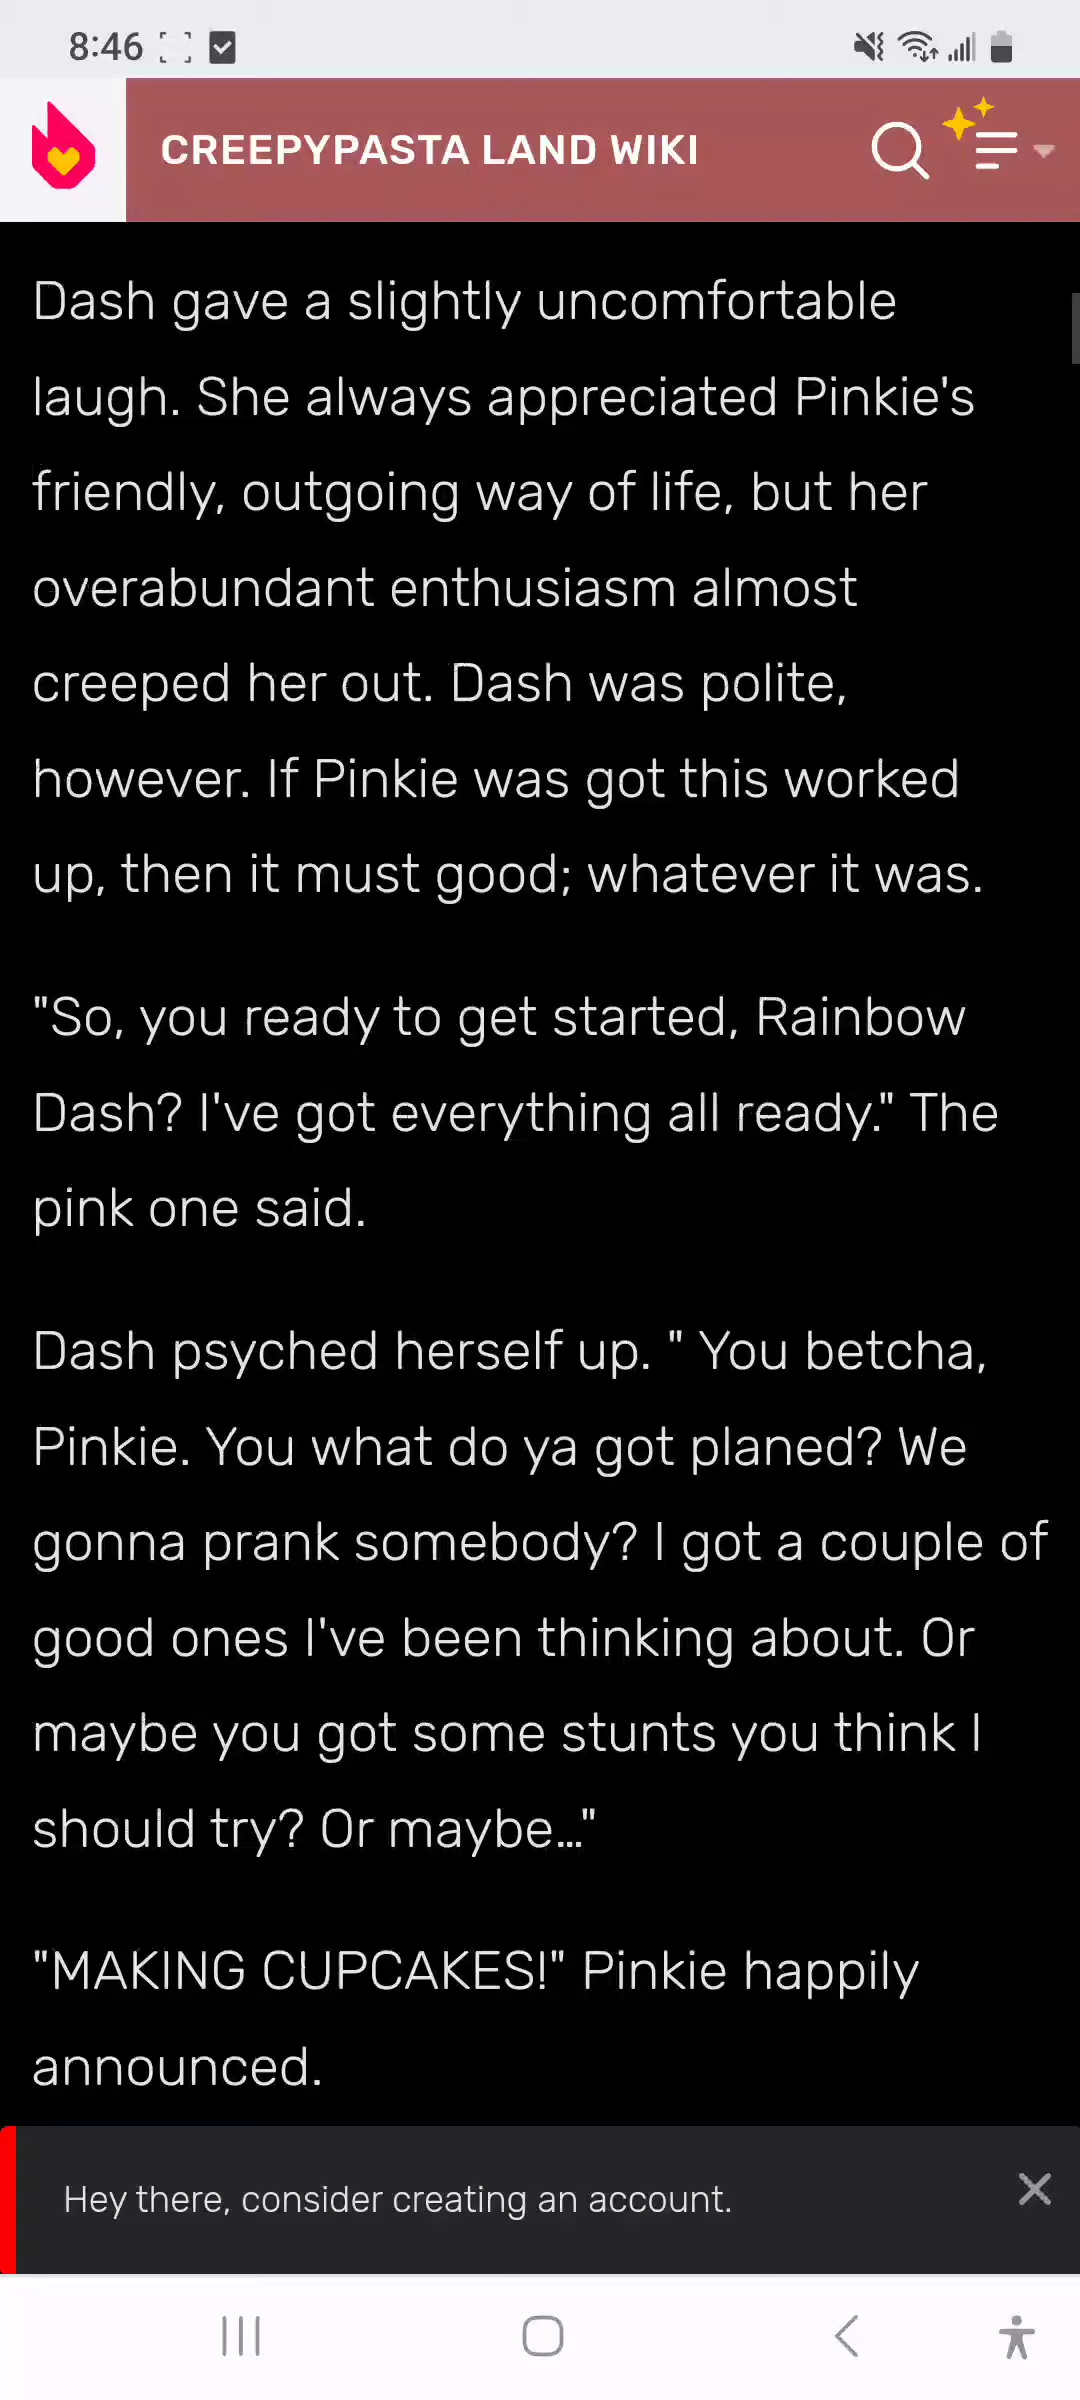 8:46
CREEPYPASTA LAND WIKI
Dash gave a slightly uncomfortable
laugh. She always appreciated Pinkie's
friendly, outgoing way of life, but her
overabundant enthusiasm almost
creeped her out. Dash was polite,
however. If Pinkie was got this worked
up, then it must good; whatever it was.
"So, you ready to get started, Rainbow
Dash? I've got everything all ready." The
pink one said.
Dash psyched herself up. " You betcha,
Pinkie. You what do ya got planed? We
gonna prank somebody? I got a couple of
good ones I've been thinking about. Or
maybe you got some stunts you think I
should try? Or maybe..."
"MAKING CUPCAKES!" Pinkie happily
announced.
Hey there, consider creating an account.